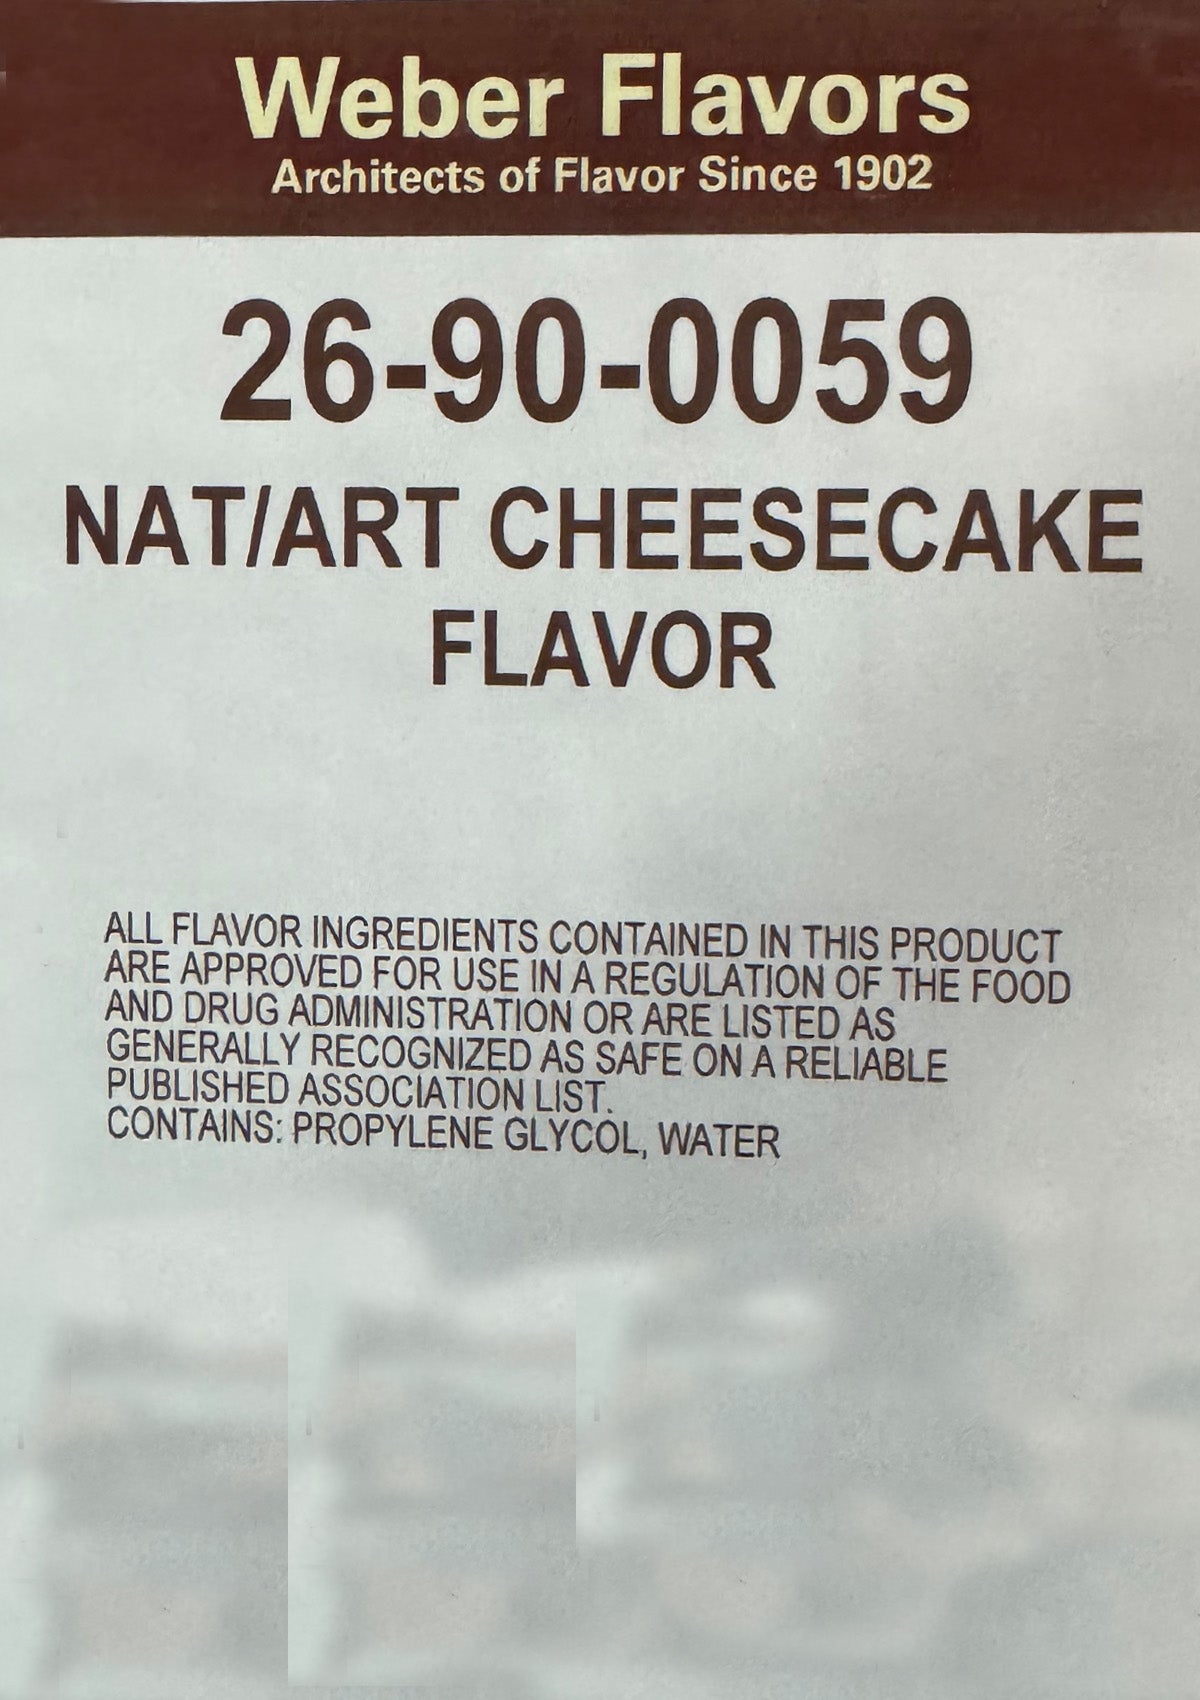 Weber Flavors
Architects of Flavor Since 1902
26-90-0059
NAT/ART CHEESECAKE
FLAVOR
ALL FLAVOR INGREDIENTS CONTAINED IN THIS PRODUCT
ARE APPROVED FOR USE IN A REGULATION OF THE FOOD
AND DRUG ADMINISTRATION OR ARE LISTED AS
GENERALLY RECOGNIZED AS SAFE ON A RELIABLE
PUBLISHED ASSOCIATION LIST.
CONTAINS: PROPYLENE GLYCOL, WATER